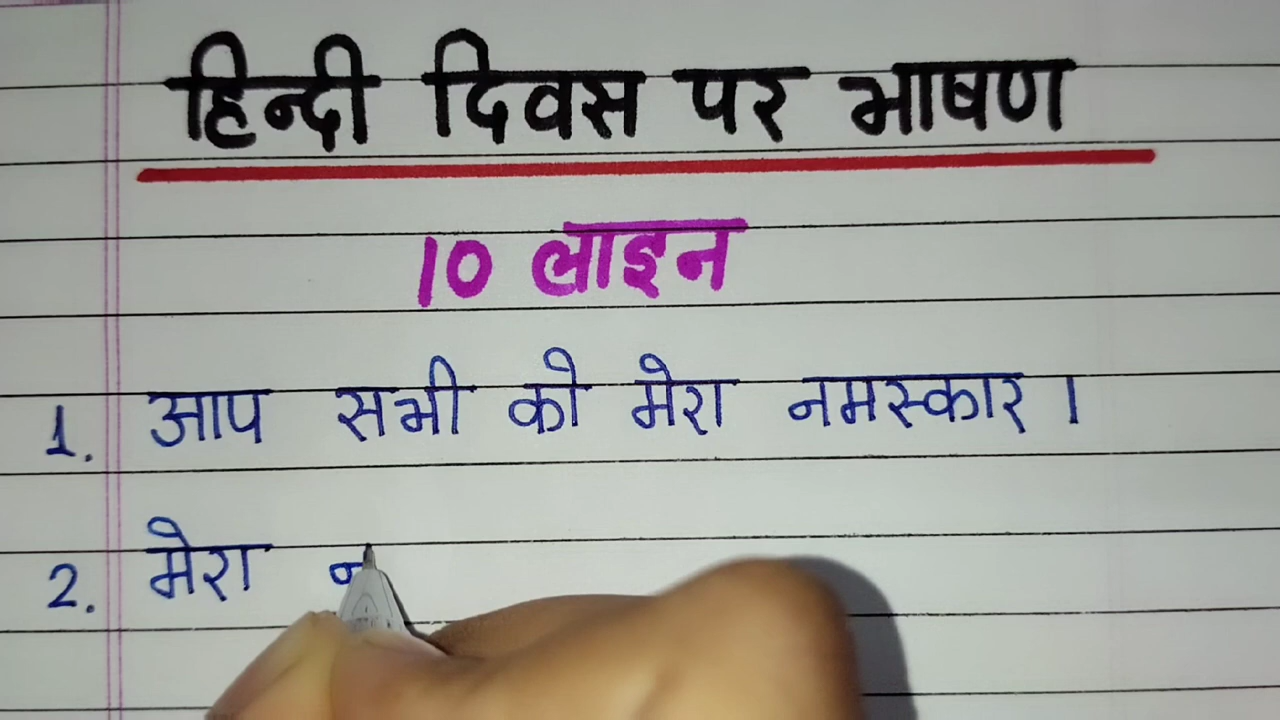 हिन्दी दिवस पर भाषण
10 लाइन
1. आप सभी को मेरा नमस्कार ।
2. मेरा